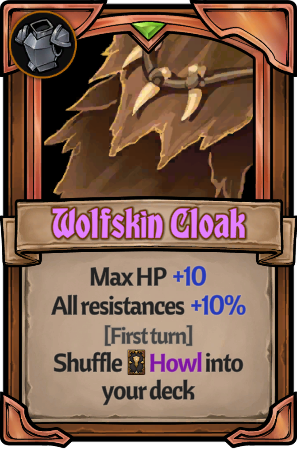 Wolfskin Cloak
Max HP +10
All resistances +10%
[First turn]
Shuffle Howl into
your deck